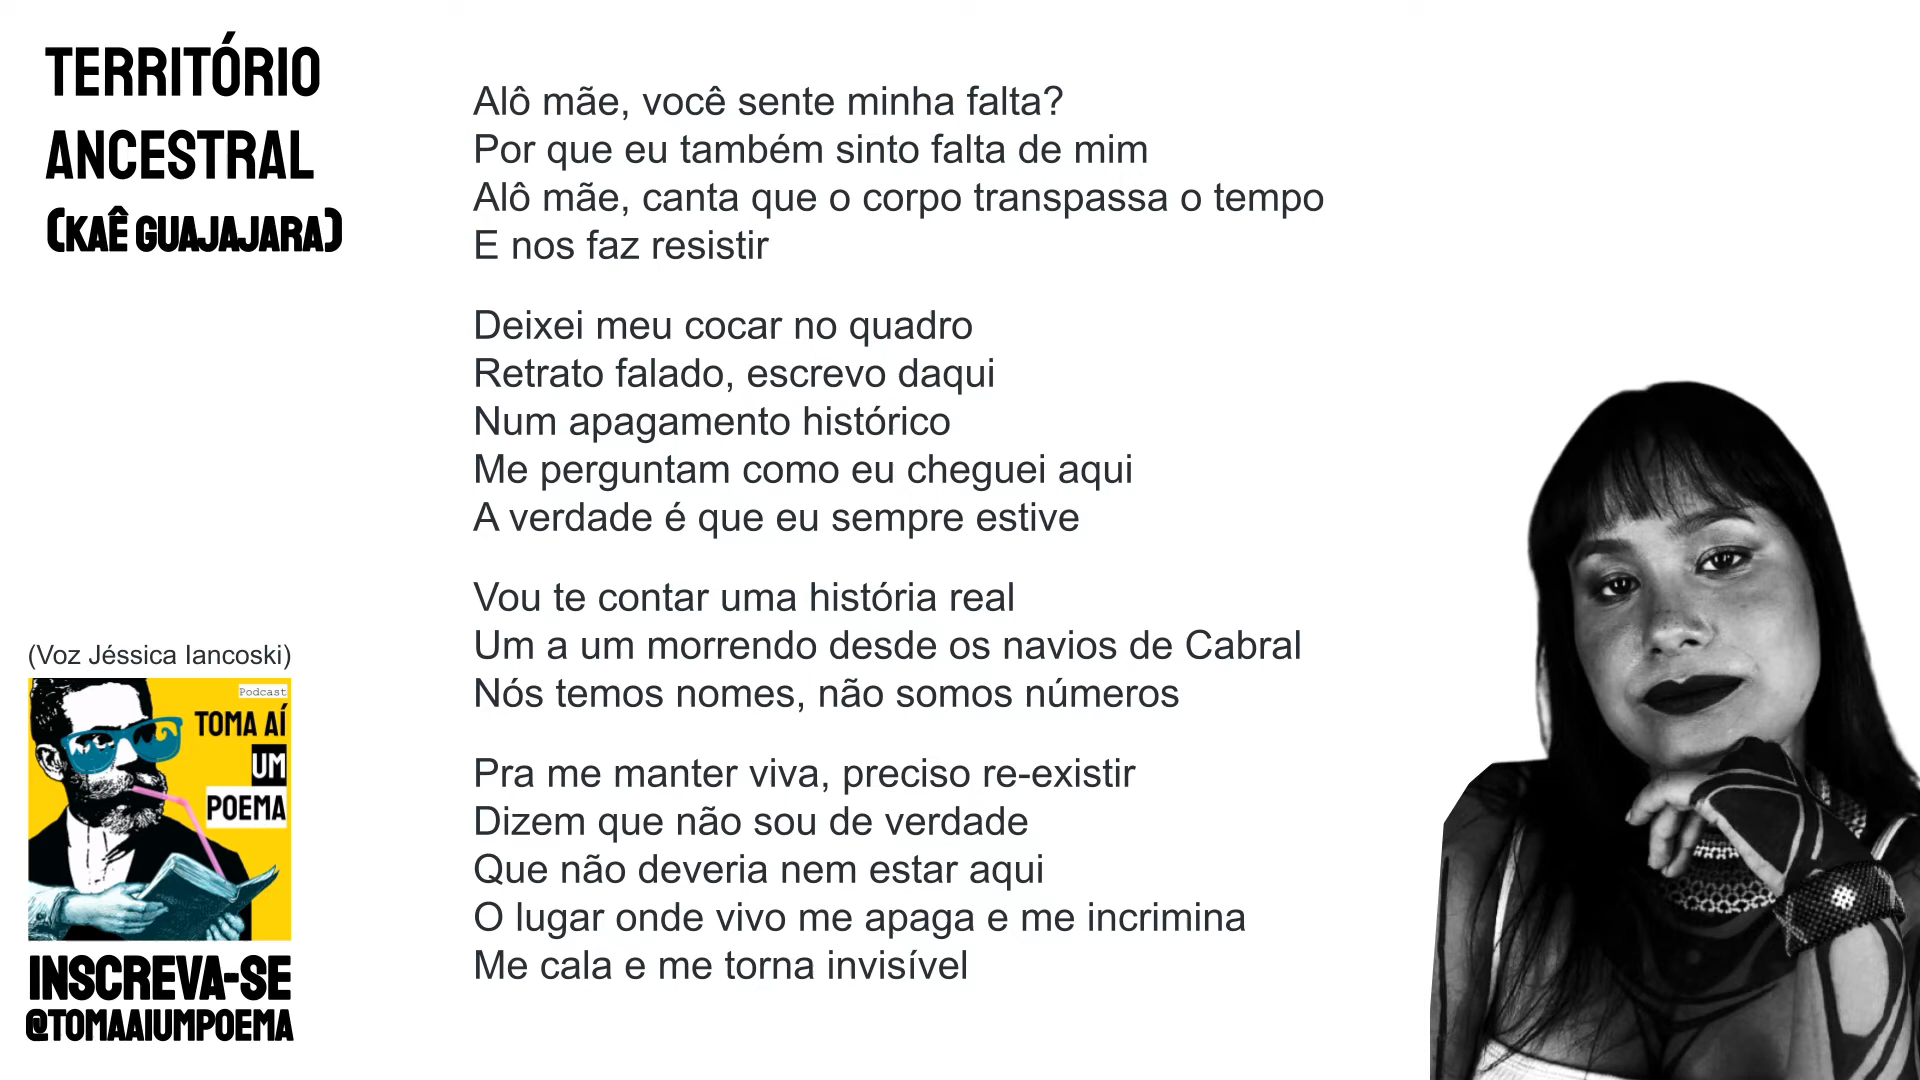 TERRITÓRIO
ANCESTRAL
(KAÊ GUAJAJARA)
Alô mãe, você sente minha falta?
Por que eu também sinto falta de mim
Alô mãe, canta que o corpo transpassa o tempo
E nos faz resistir
Deixei meu cocar no quadro
Retrato falado, escrevo daqui
Num apagamento histórico
Me perguntam como eu cheguei aqui
A verdade é que eu sempre estive
Vou te contar uma história real
Um a um morrendo desde os navios de Cabral
Nós temos nomes, não somos números
Pra me manter viva, preciso re-existir
Dizem que não sou de verdade
Que não deveria nem estar aqui
O lugar onde vivo me apaga e me incrimina
Me cala e me torna invisível
(Voz Jéssica Iancoski)
Podcast
TOMA AÍ
UM
POEMA
INSCREVA-SE
@TOMAAIUMPOEMA